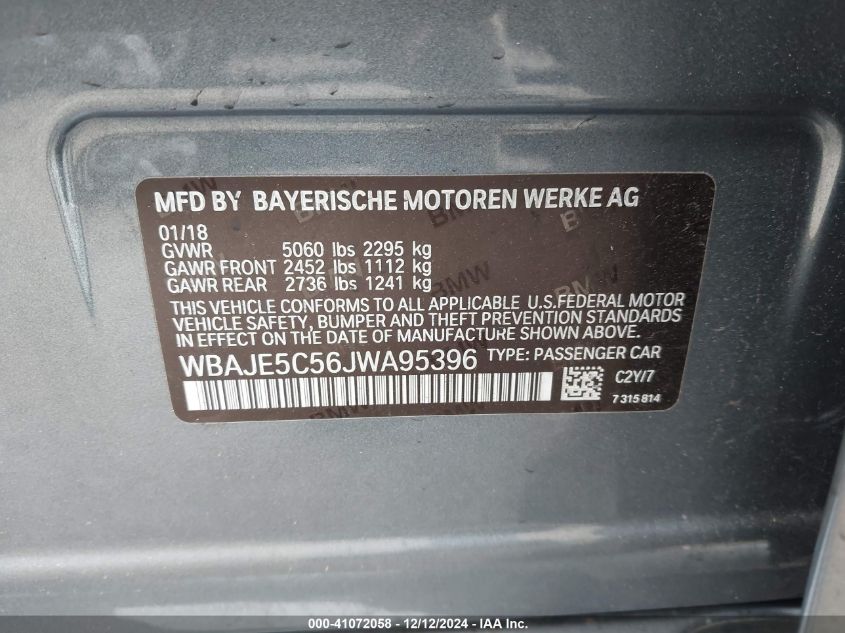 MFD BY BAYERISCHE MOTOREN WERKE AG
01/18
GVWR 5060 lbs 2295 kg
GAWR FRONT 2452 lbs 1112 kg
GAWR REAR 2736 lbs 1241 kg
THIS VEHICLE CONFORMS TO ALL APPLICABLE U.S.FEDERAL MOTOR
VEHICLE SAFETY, BUMPER AND THEFT PREVENTION STANDARDS
IN EFFECT ON THE DATE OF MANUFACTURE SHOWN ABOVE.
WBAJE5C56JWA95396 TYPE: PASSENGER CAR
C2Y/7
7315814
000-41072058 - 12/12/2024 - IAA Inc.